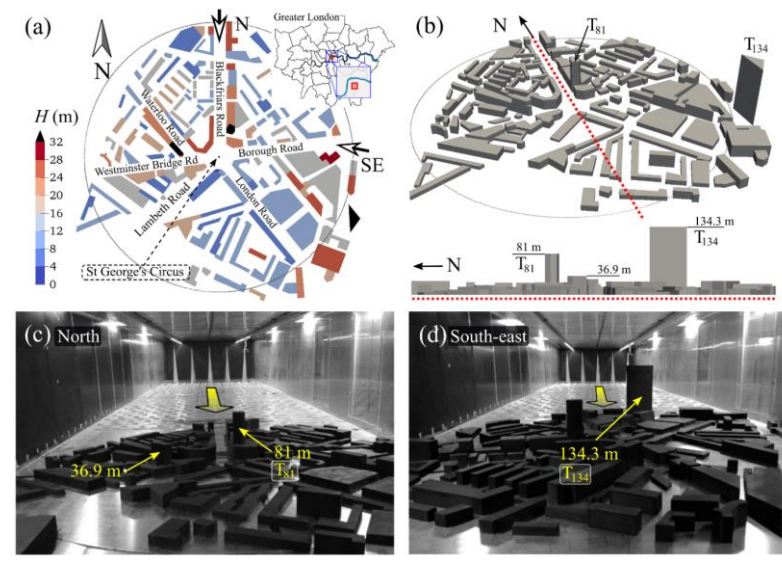 (a)
N
N
Greater London
H (m)
32
28
24
20
16
12
8
4
0
Waterloo Road
Blackfriars Road
Borough Road
SE
Westminster Bridge Rd
Lambeth Road
London Road
St George's Circus
(b)
N
T81
T134
134.3 m
T134
81 m
T81
36.9 m
N
(c) North
36.9 m
81 m
T81
(d) South-east
134.3 m
T134